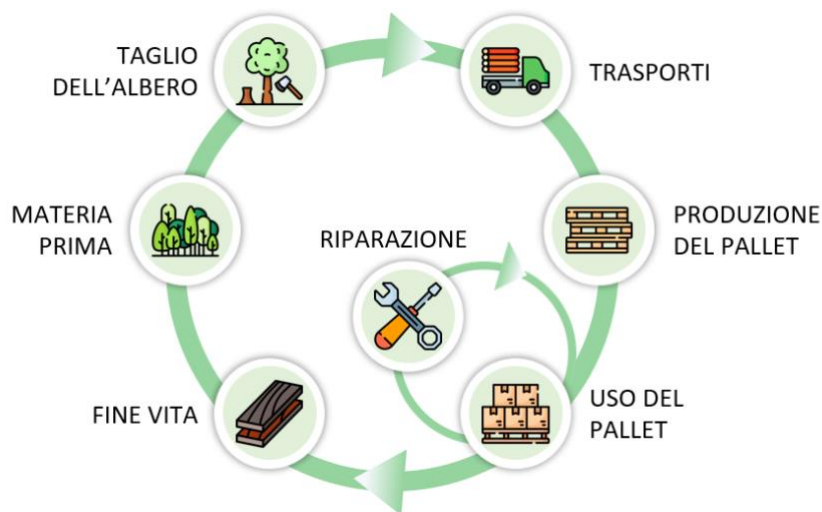 TAGLIO
DELL’ALBERO
TRASPORTI
MATERIA
PRIMA
RIPARAZIONE
PRODUZIONE
DEL PALLET
FINE VITA
USO DEL
PALLET